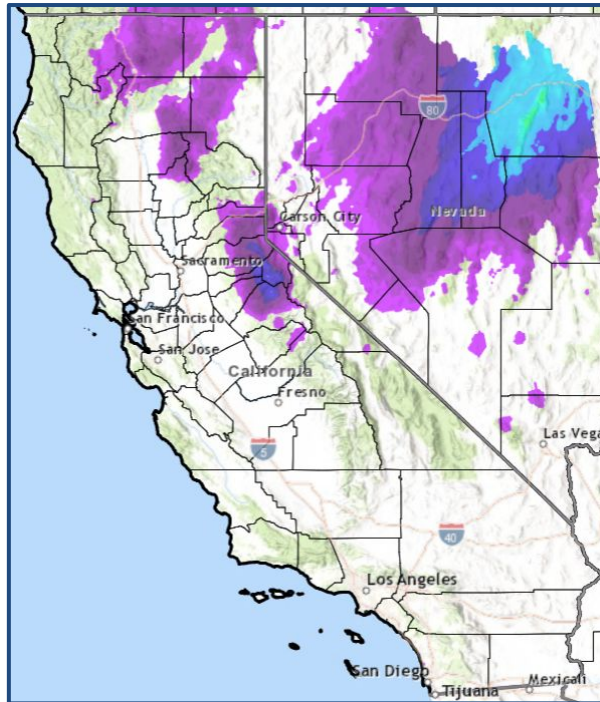 80
Nevada
Carson City
Sacramento
San Francisco
San Jose
California
Fresno
5
Las Vega
40
Los Angeles
San Diego
Tijuana
Mexicali